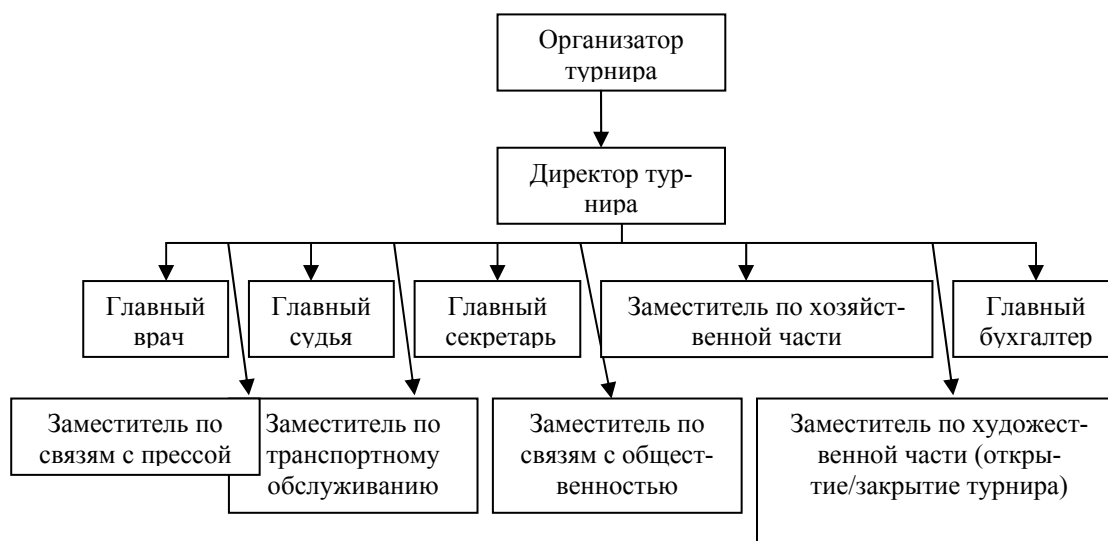 Организатор
турнира
Директор тур-
нира
Главный
врач
Главный
судья
Главный
секретарь
Заместитель по хозяйст-
венной части
Главный
бухгалтер
Заместитель по
связям с прессой
Заместитель по
транспортному
обслуживанию
Заместитель по
связям с общест-
венностью
Заместитель по художест-
венной части (откры-
тие/закрытие турнира)